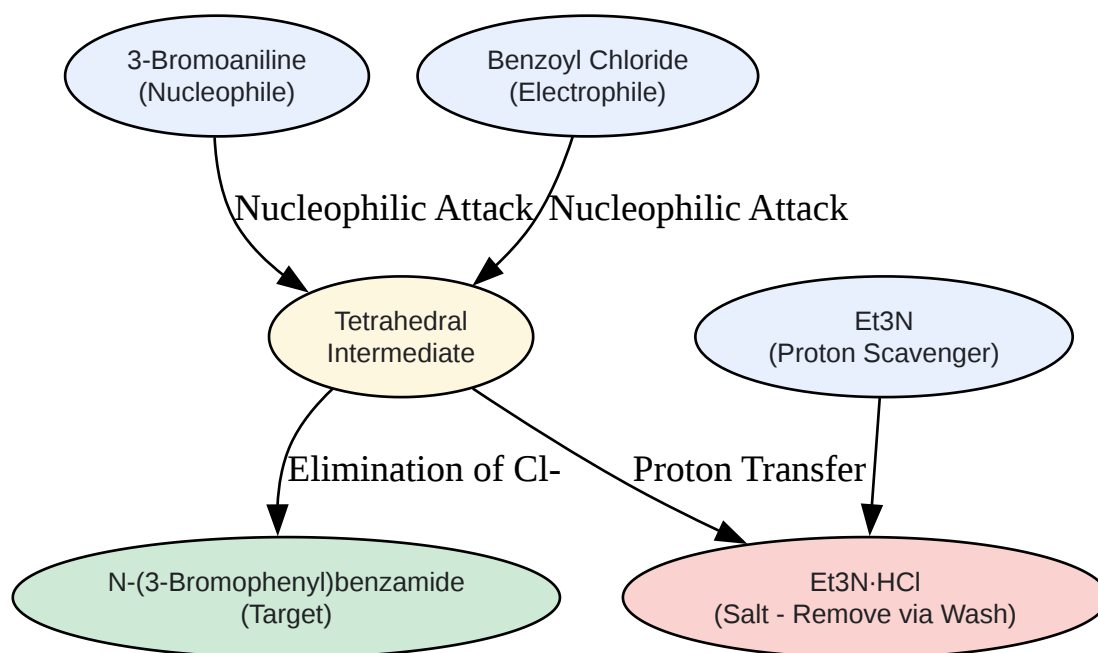 3-Bromoaniline
(Nucleophile)
Benzoyl Chloride
(Electrophile)
Nucleophilic Attack
Nucleophilic Attack
Tetrahedral
Intermediate
Et3N
(Proton Scavenger)
Elimination of Cl-
Proton Transfer
N-(3-Bromophenyl)benzamide
(Target)
Et3N·HCl
(Salt - Remove via Wash)